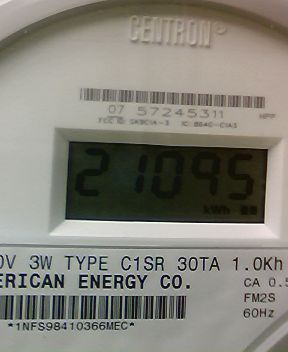 CENTRON®
07 57245311
21095
kWh
0V 3W TYPE C1SR 30TA 1.0Kh
ERICAN ENERGY CO.
CA 0.5
FM2S
60Hz
*1NFS98410366MEC*